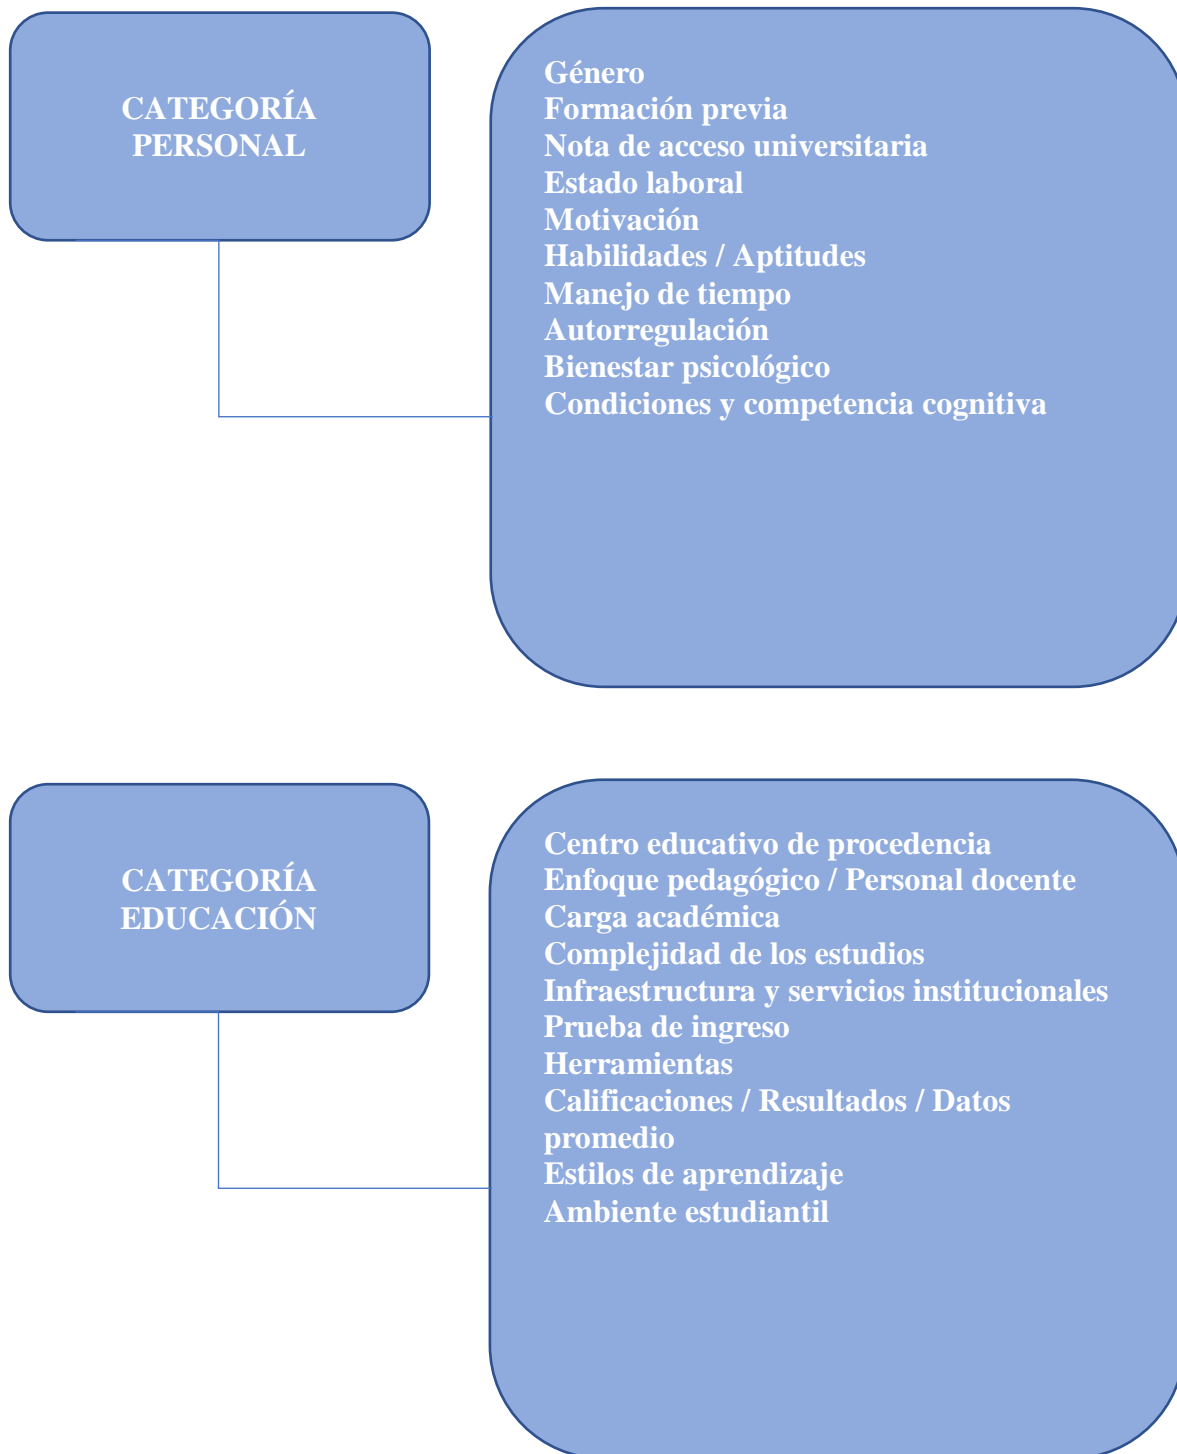 CATEGORÍA
PERSONAL
Género
Formación previa
Nota de acceso universitaria
Estado laboral
Motivación
Habilidades / Aptitudes
Manejo de tiempo
Autorregulación
Bienestar psicológico
Condiciones y competencia cognitiva
CATEGORÍA
EDUCACIÓN
Centro educativo de procedencia
Enfoque pedagógico / Personal docente
Carga académica
Complejidad de los estudios
Infraestructura y servicios institucionales
Prueba de ingreso
Herramientas
Calificaciones / Resultados / Datos
promedio
Estilos de aprendizaje
Ambiente estudiantil